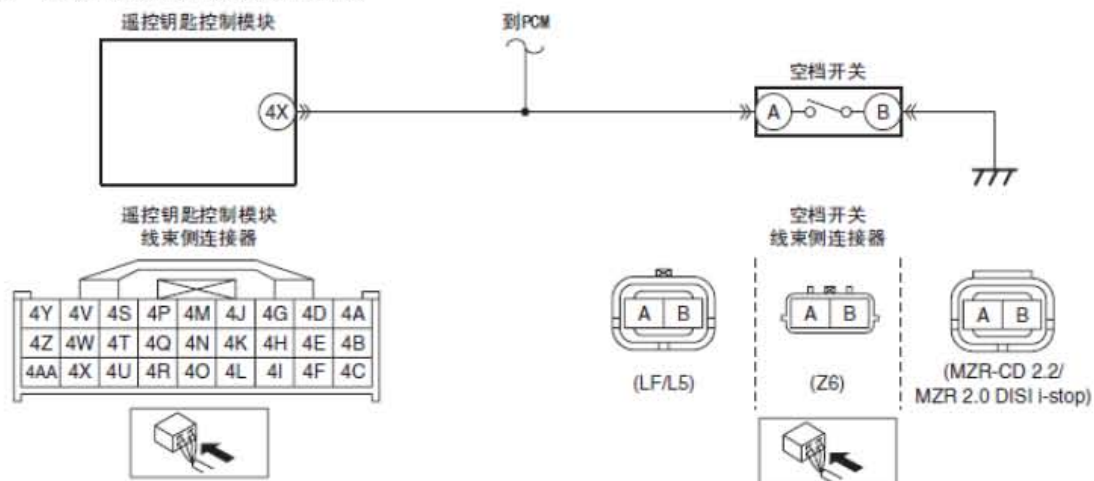 遥控钥匙控制模块
到PCM
空档开关
4X
A
B
遥控钥匙控制模块
线束侧连接器
空档开关
线束侧连接器
4Y 4V 4S 4P 4M 4J 4G 4D 4A
4Z 4W 4T 4Q 4N 4K 4H 4E 4B
4AA 4X 4U 4R 4O 4L 4I 4F 4C
A B
(LF/L5)
A B
(Z6)
A B
(MZR-CD 2.2/
MZR 2.0 DISI i-stop)